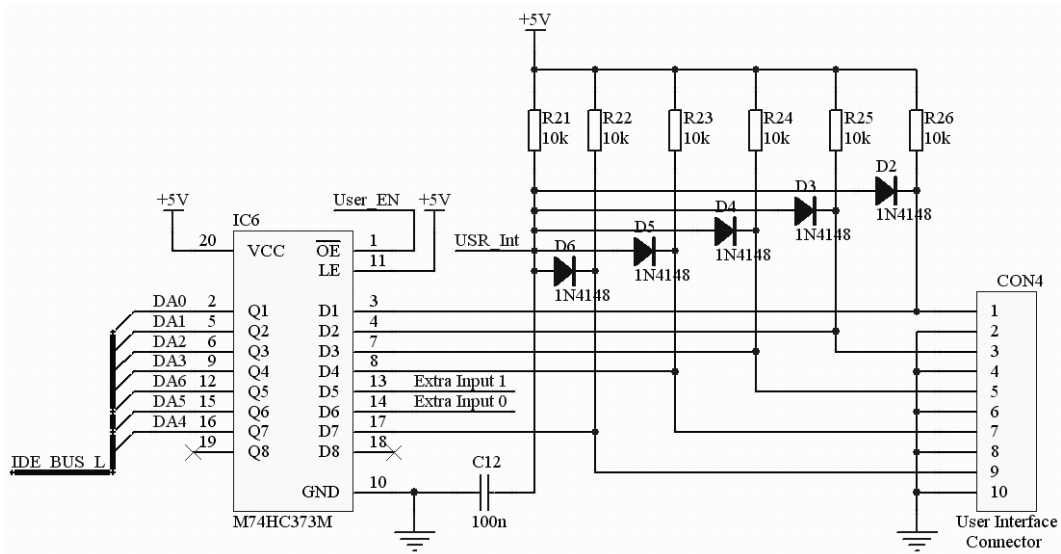 +5V
R21
10k
R22
10k
R23
10k
R24
10k
R25
10k
R26
10k
D2
1N4148
D3
1N4148
D4
1N4148
D5
1N4148
D6
1N4148
+5V
User_EN
+5V
USR_Int
IC6
20 VCC OE 1
LE 11
DA0 2 Q1 D1 3
DA1 5 Q2 D2 4
DA2 6 Q3 D3 7
DA3 9 Q4 D4 8
DA6 12 Q5 D5 13 Extra Input 1
DA5 15 Q6 D6 14 Extra Input 0
DA4 16 Q7 D7 17
19 Q8 D8 18
IDE_BUS_L
GND 10
M74HC373M
C12
100n
CON4
1
2
3
4
5
6
7
8
9
10
User Interface
Connector